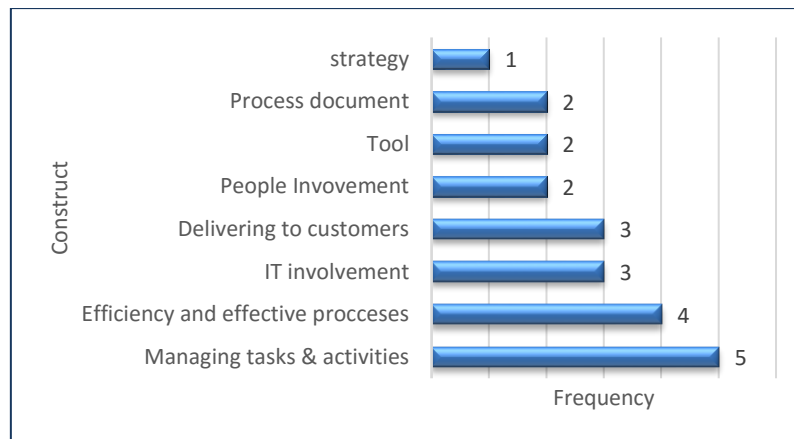 strategy 1
Process document 2
Tool 2
People Invovement 2
Delivering to customers 3
IT involvement 3
Efficiency and effective procceses 4
Managing tasks & activities 5
Construct
Frequency